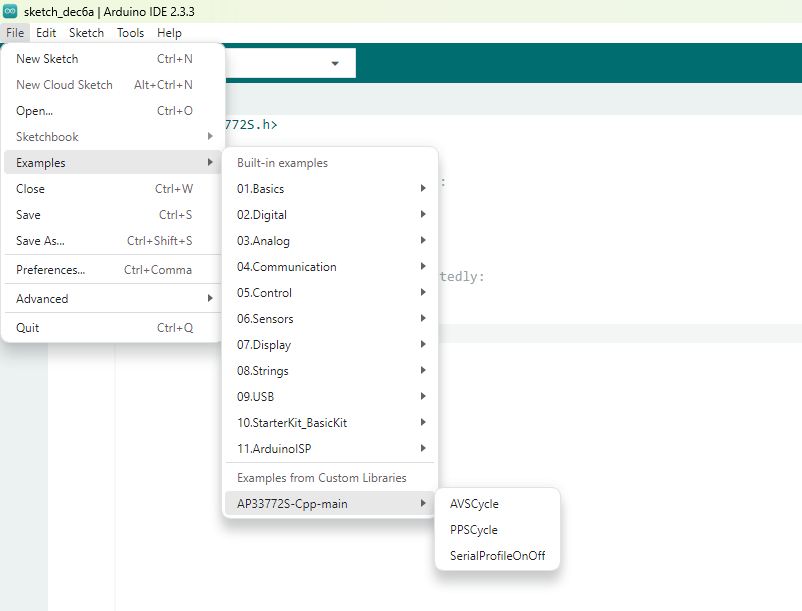 sketch_dec6a | Arduino IDE 2.3.3
File Edit Sketch Tools Help
New Sketch Ctrl+N
New Cloud Sketch Alt+Ctrl+N
Open... Ctrl+O
Sketchbook
Examples
Close Ctrl+W
Save Ctrl+S
Save As... Ctrl+Shift+S
Preferences... Ctrl+Comma
Advanced
Quit Ctrl+Q
772S.h>
:
tedly:
Built-in examples
01.Basics
02.Digital
03.Analog
04.Communication
05.Control
06.Sensors
07.Display
08.Strings
09.USB
10.StarterKit_BasicKit
11.ArduinoISP
Examples from Custom Libraries
AP33772S-Cpp-main
AVSCycle
PPSCycle
SerialProfileOnOff